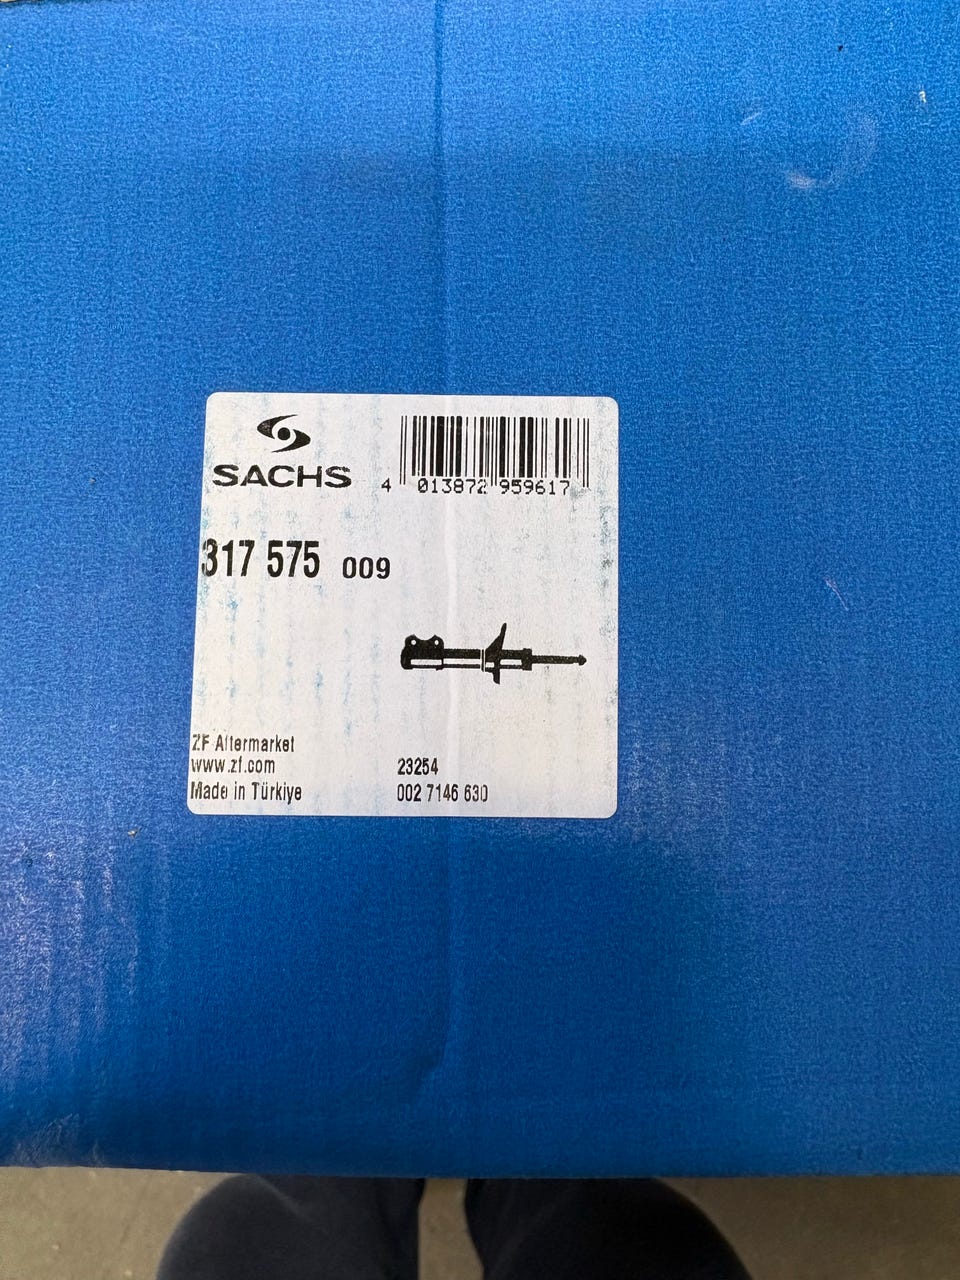 SACHS
4 013872 959617
317 575 009
ZF Aftermarket
www.zf.com
23254
Made in Türkiye
002 7146 630